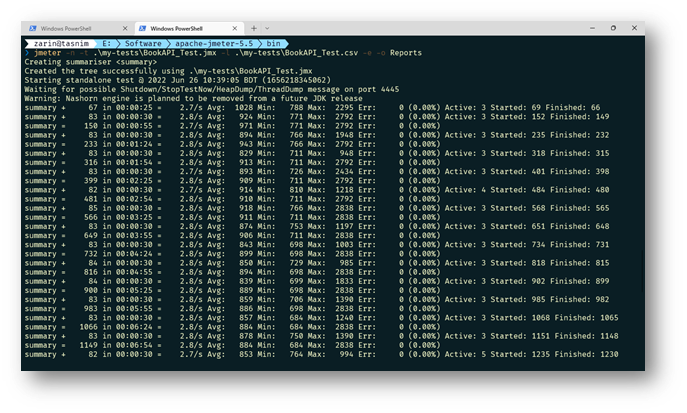 Windows PowerShell
Windows PowerShell
zarin@tasnim E: Software apache-jmeter-5.5 bin
jmeter -n -t .\my-tests\BookAPI_Test.jmx -l .\my-tests\BookAPI_Test.csv -e -o Reports
Creating summariser <summary>
Created the tree successfully using .\my-tests\BookAPI_Test.jmx
Starting standalone test @ 2022 Jun 26 10:39:05 BDT (1656218345062)
Waiting for possible Shutdown/StopTestNow/HeapDump/ThreadDump message on port 4445
Warning: Nashorn engine is planned to be removed from a future JDK release
summary + 67 in 00:00:25 = 2.7/s Avg: 1028 Min: 788 Max: 2295 Err: 0 (0.00%) Active: 3 Started: 69 Finished: 66
summary + 83 in 00:00:30 = 2.8/s Avg: 924 Min: 771 Max: 2792 Err: 0 (0.00%) Active: 3 Started: 152 Finished: 149
summary = 150 in 00:00:55 = 2.7/s Avg: 971 Min: 771 Max: 2792 Err: 0 (0.00%)
summary + 83 in 00:00:30 = 2.8/s Avg: 894 Min: 766 Max: 1948 Err: 0 (0.00%) Active: 3 Started: 235 Finished: 232
summary = 233 in 00:01:24 = 2.8/s Avg: 943 Min: 766 Max: 2792 Err: 0 (0.00%)
summary + 83 in 00:00:30 = 2.8/s Avg: 829 Min: 711 Max: 948 Err: 0 (0.00%) Active: 3 Started: 318 Finished: 315
summary = 316 in 00:01:54 = 2.8/s Avg: 913 Min: 711 Max: 2792 Err: 0 (0.00%)
summary + 83 in 00:00:30 = 2.7/s Avg: 893 Min: 726 Max: 2434 Err: 0 (0.00%) Active: 3 Started: 401 Finished: 398
summary = 399 in 00:02:25 = 2.8/s Avg: 909 Min: 711 Max: 2792 Err: 0 (0.00%)
summary + 82 in 00:00:30 = 2.7/s Avg: 914 Min: 810 Max: 1218 Err: 0 (0.00%) Active: 4 Started: 484 Finished: 480
summary = 481 in 00:02:54 = 2.8/s Avg: 910 Min: 711 Max: 2792 Err: 0 (0.00%)
summary + 85 in 00:00:30 = 2.8/s Avg: 918 Min: 766 Max: 2838 Err: 0 (0.00%) Active: 3 Started: 568 Finished: 565
summary = 566 in 00:03:25 = 2.8/s Avg: 911 Min: 711 Max: 2838 Err: 0 (0.00%)
summary + 83 in 00:00:30 = 2.8/s Avg: 874 Min: 753 Max: 1197 Err: 0 (0.00%) Active: 3 Started: 651 Finished: 648
summary = 649 in 00:03:55 = 2.8/s Avg: 906 Min: 711 Max: 2838 Err: 0 (0.00%)
summary + 83 in 00:00:30 = 2.8/s Avg: 843 Min: 698 Max: 1003 Err: 0 (0.00%) Active: 3 Started: 734 Finished: 731
summary = 732 in 00:04:24 = 2.8/s Avg: 899 Min: 698 Max: 2838 Err: 0 (0.00%)
summary + 84 in 00:00:30 = 2.8/s Avg: 850 Min: 729 Max: 985 Err: 0 (0.00%) Active: 3 Started: 818 Finished: 815
summary = 816 in 00:04:55 = 2.8/s Avg: 894 Min: 698 Max: 2838 Err: 0 (0.00%)
summary + 84 in 00:00:30 = 2.8/s Avg: 839 Min: 699 Max: 1833 Err: 0 (0.00%) Active: 3 Started: 902 Finished: 899
summary = 900 in 00:05:25 = 2.8/s Avg: 889 Min: 698 Max: 2838 Err: 0 (0.00%)
summary + 83 in 00:00:30 = 2.8/s Avg: 859 Min: 706 Max: 1390 Err: 0 (0.00%) Active: 3 Started: 985 Finished: 982
summary = 983 in 00:05:55 = 2.8/s Avg: 886 Min: 698 Max: 2838 Err: 0 (0.00%)
summary + 83 in 00:00:30 = 2.8/s Avg: 857 Min: 684 Max: 1240 Err: 0 (0.00%) Active: 3 Started: 1068 Finished: 1065
summary = 1066 in 00:06:24 = 2.8/s Avg: 884 Min: 684 Max: 2838 Err: 0 (0.00%)
summary + 83 in 00:00:30 = 2.8/s Avg: 878 Min: 750 Max: 1390 Err: 0 (0.00%) Active: 3 Started: 1151 Finished: 1148
summary = 1149 in 00:06:54 = 2.8/s Avg: 884 Min: 684 Max: 2838 Err: 0 (0.00%)
summary + 82 in 00:00:30 = 2.7/s Avg: 853 Min: 764 Max: 994 Err: 0 (0.00%) Active: 5 Started: 1235 Finished: 1230